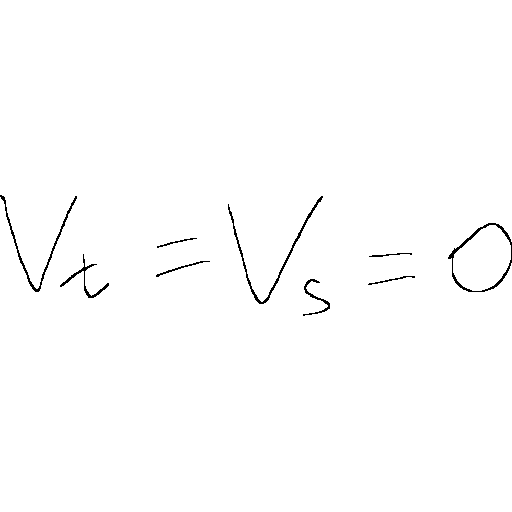 V_t = V_s = 0